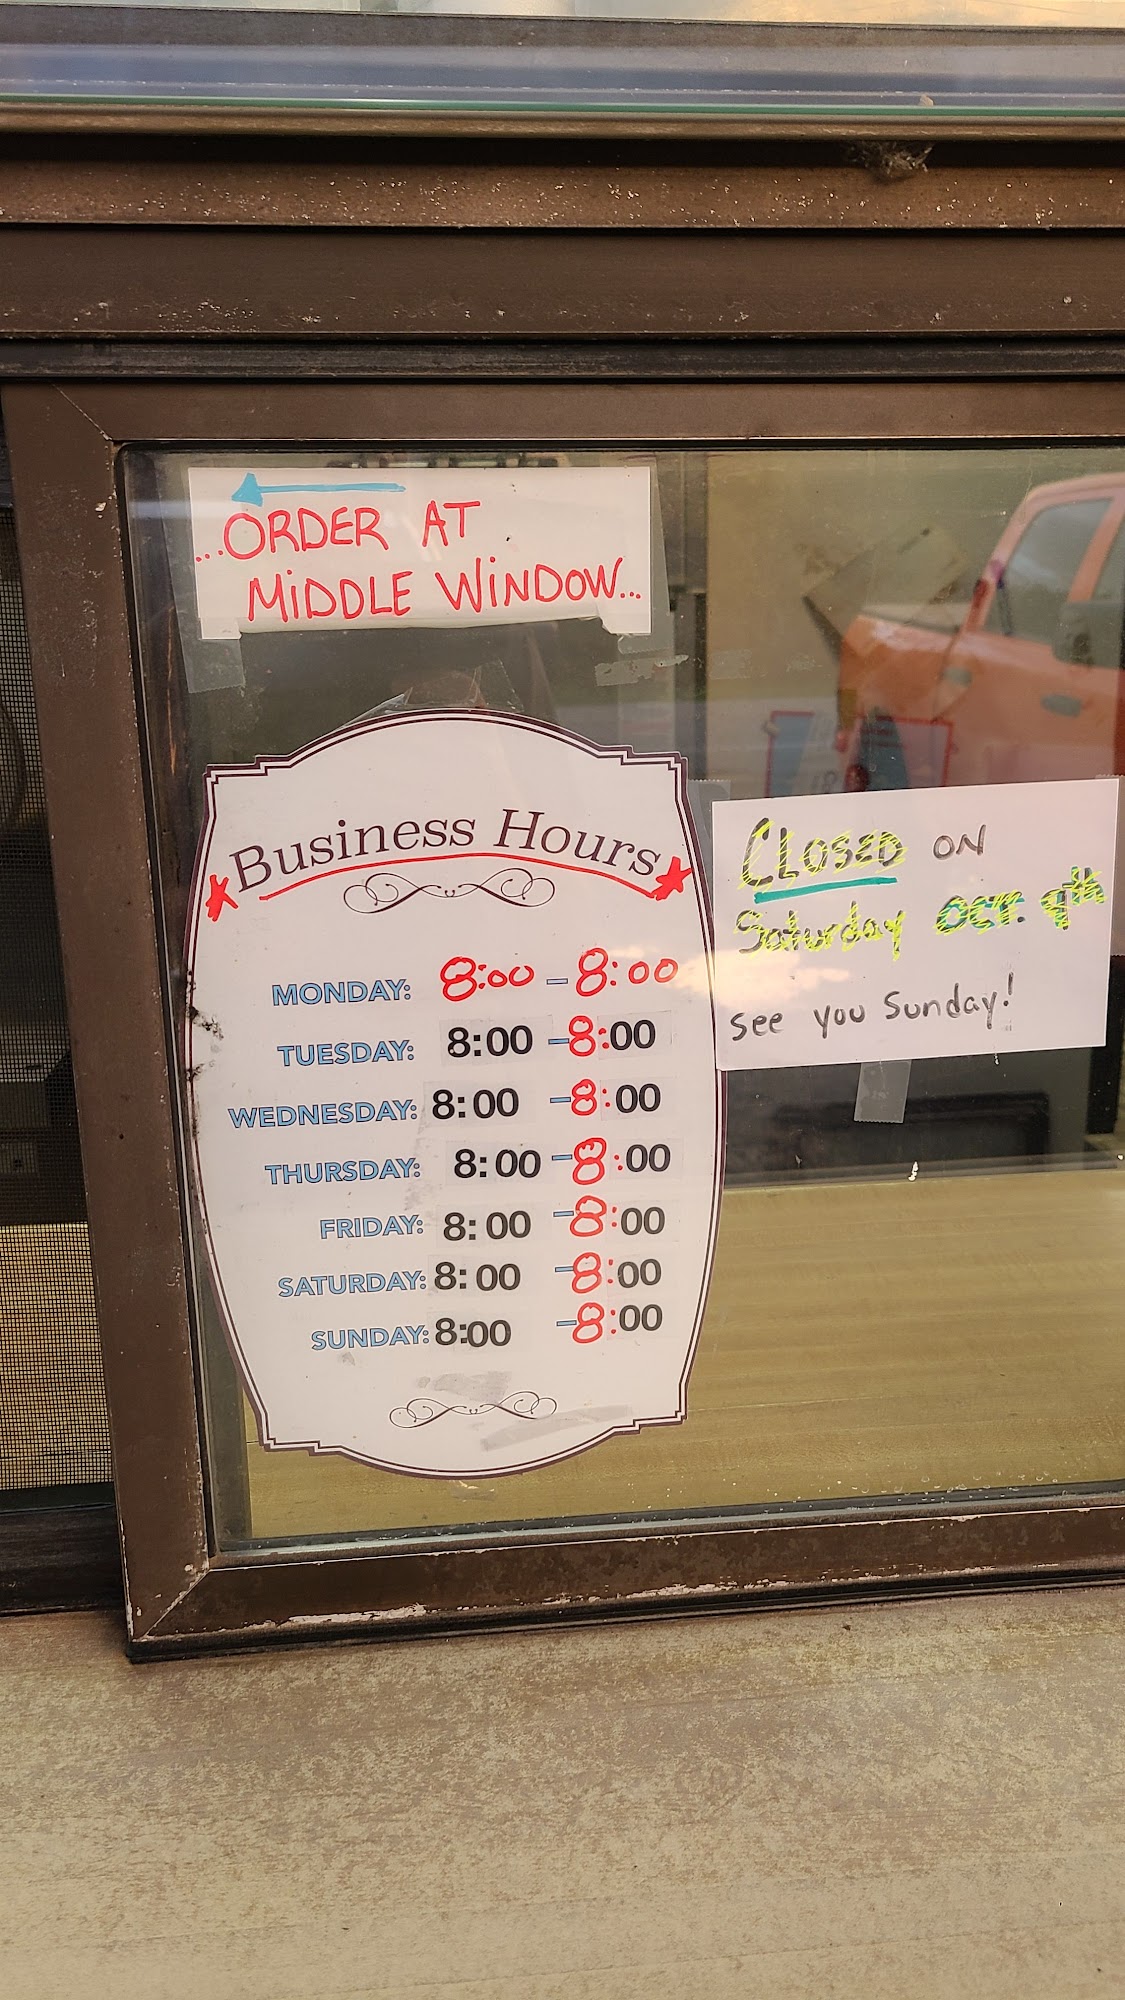 ...ORDER AT
MIDDLE WINDOW...
Business Hours
MONDAY: 8:00 - 8:00
TUESDAY: 8:00 - 8:00
WEDNESDAY: 8:00 - 8:00
THURSDAY: 8:00 - 8:00
FRIDAY: 8:00 - 8:00
SATURDAY: 8:00 - 8:00
SUNDAY: 8:00 - 8:00
CLOSED ON
Saturday OCT. 9th
see you Sunday!